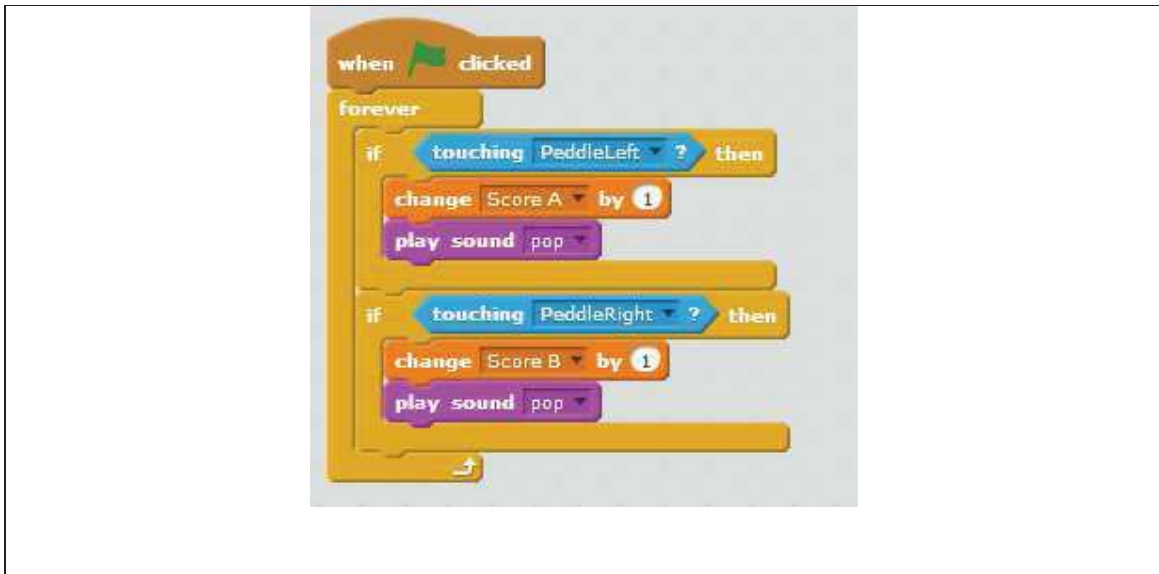 when clicked
forever
if touching PeddleLeft ? then
change Score A by 1
play sound pop
if touching PeddleRight ? then
change Score B by 1
play sound pop